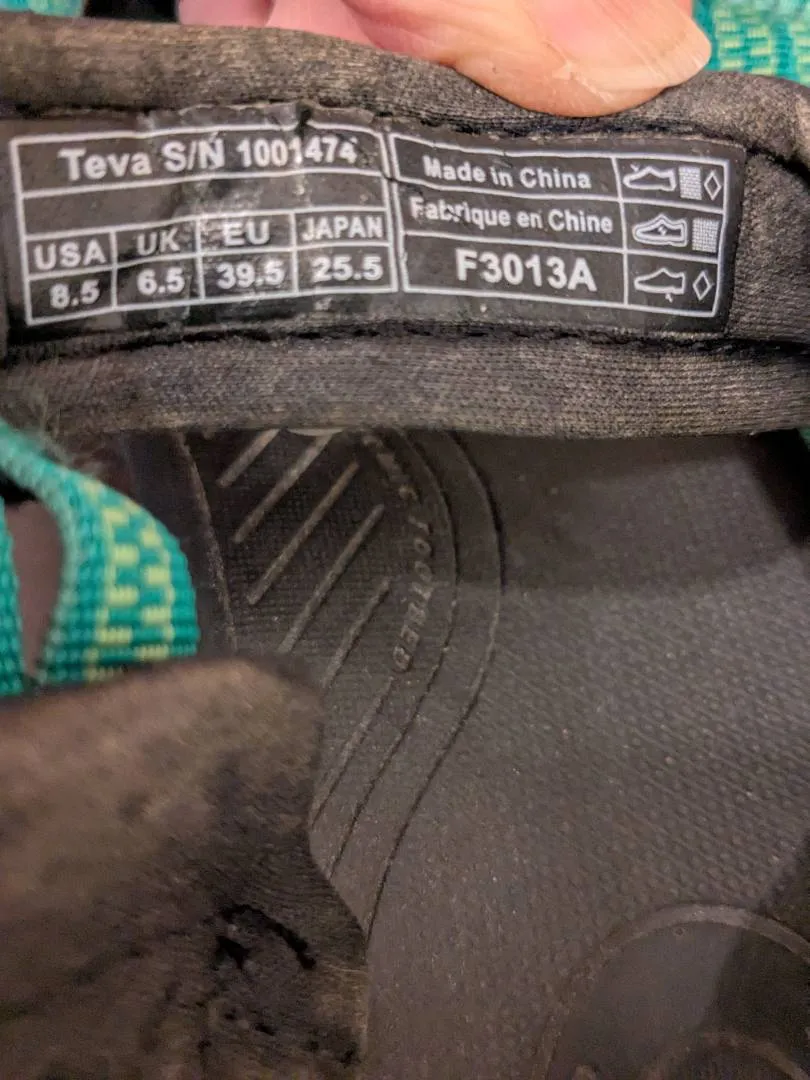 Teva S/N 1001474
USA UK EU JAPAN
8.5 6.5 39.5 25.5
Made in China
Fabrique en Chine
F3013A
FOOTBED